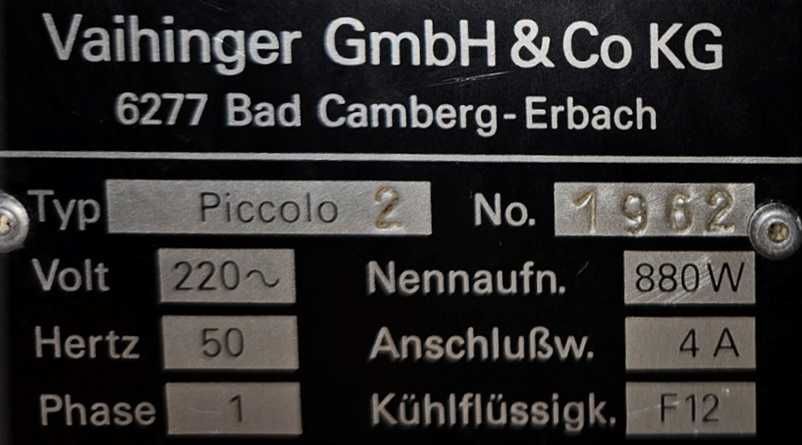 Vaihinger GmbH & Co KG
6277 Bad Camberg-Erbach
Typ Piccolo 2 No. 1962
Volt 220~ Nennaufn. 880W
Hertz 50 Anschlußw. 4 A
Phase 1 Kühlflüssigk. F12